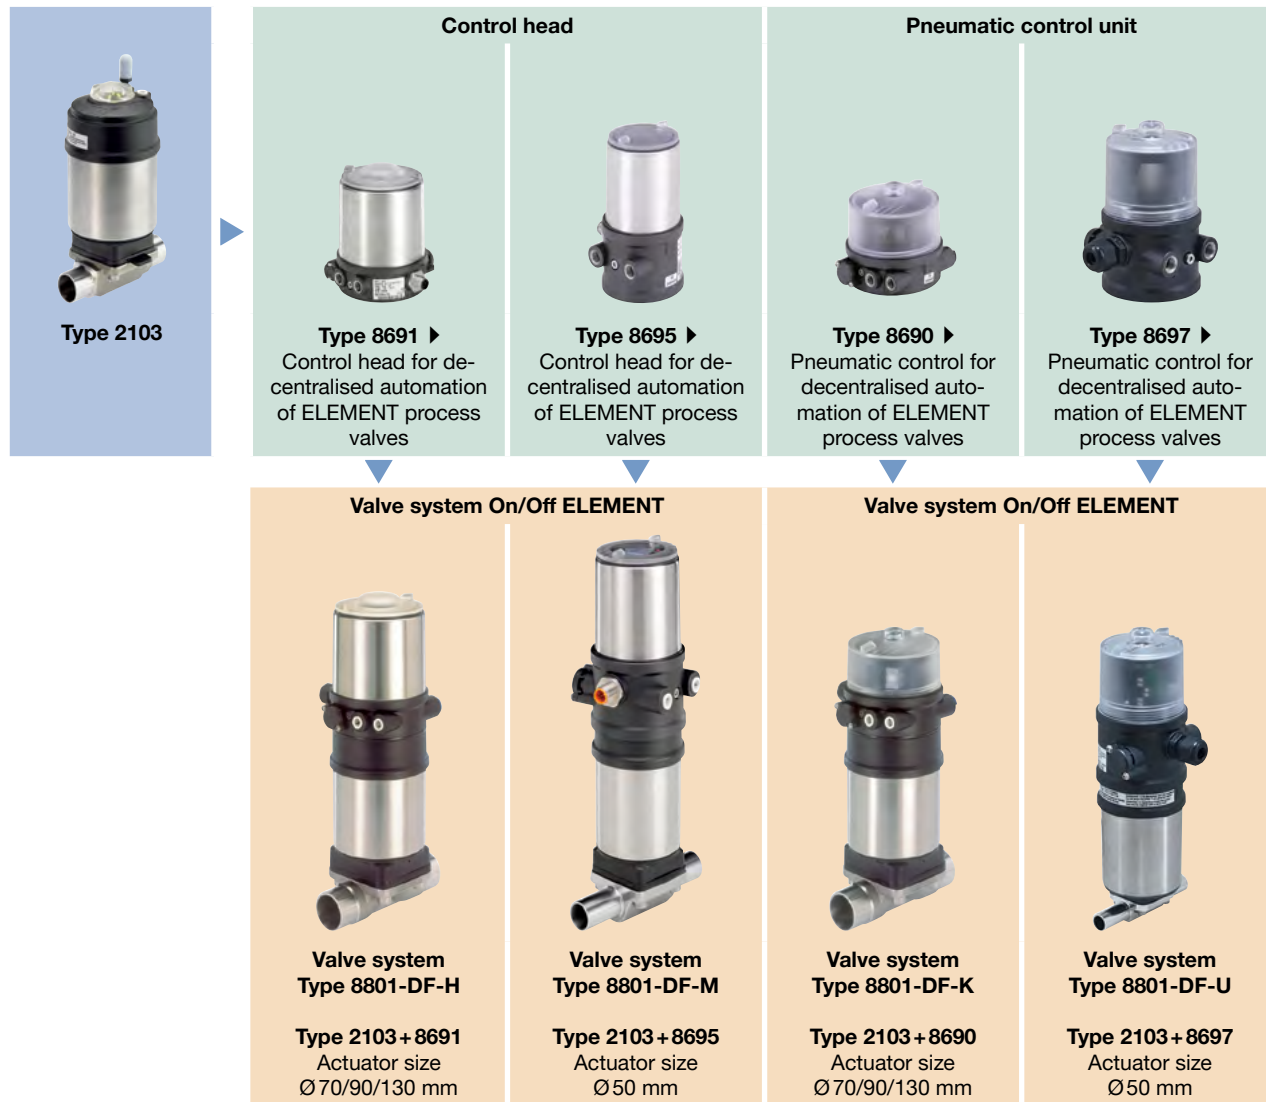 Control head
Pneumatic control unit
Type 2103
Type 8691
Control head for de-
centralised automation
of ELEMENT process
valves
Type 8695
Control head for de-
centralised automation
of ELEMENT process
valves
Type 8690
Pneumatic control for
decentralised auto-
mation of ELEMENT
process valves
Type 8697
Pneumatic control for
decentralised auto-
mation of ELEMENT
process valves
Valve system On/Off ELEMENT
Valve system On/Off ELEMENT
Valve system
Type 8801-DF-H
Type 2103+8691
Actuator size
Ø70/90/130 mm
Valve system
Type 8801-DF-M
Type 2103+8695
Actuator size
Ø50 mm
Valve system
Type 8801-DF-K
Type 2103+8690
Actuator size
Ø70/90/130 mm
Valve system
Type 8801-DF-U
Type 2103+8697
Actuator size
Ø50 mm